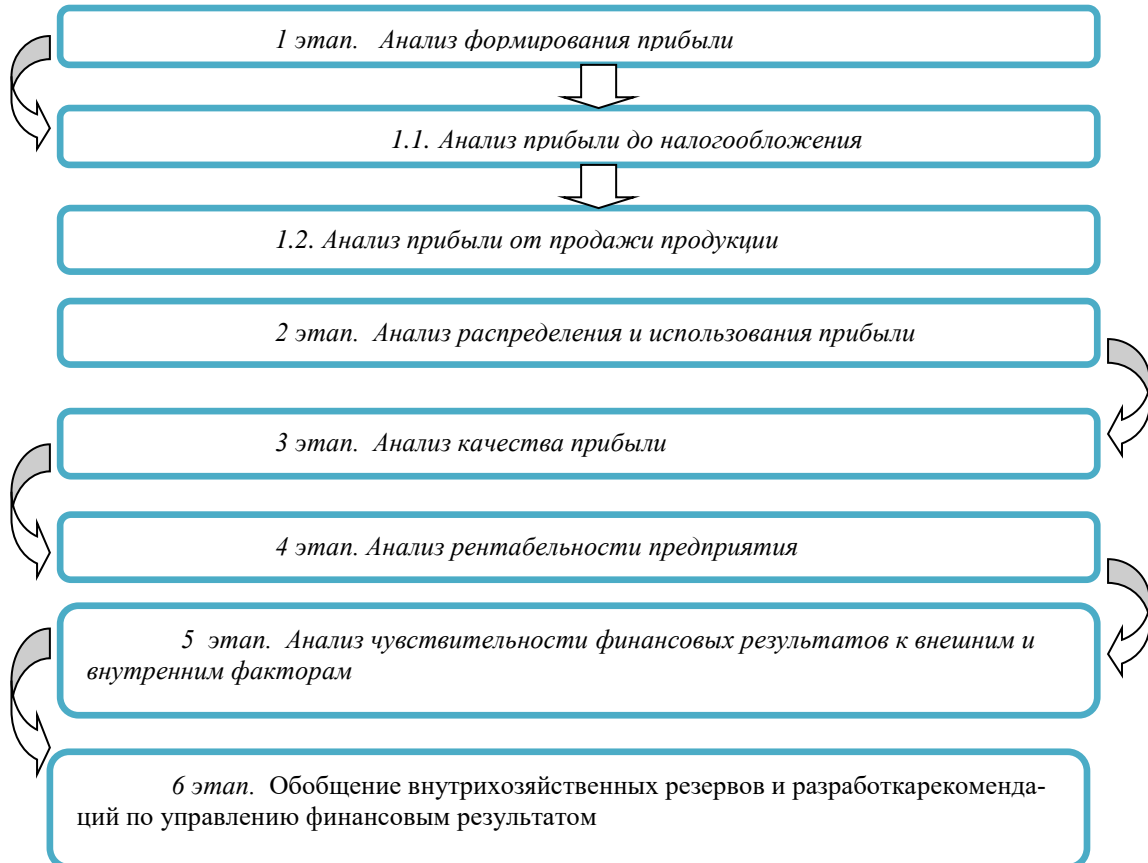 1 этап. Анализ формирования прибыли
1.1. Анализ прибыли до налогообложения
1.2. Анализ прибыли от продажи продукции
2 этап. Анализ распределения и использования прибыли
3 этап. Анализ качества прибыли
4 этап. Анализ рентабельности предприятия
5 этап. Анализ чувствительности финансовых результатов к внешним и
внутренним факторам
6 этап. Обобщение внутрихозяйственных резервов и разработкарекоменда-
ций по управлению финансовым результатом